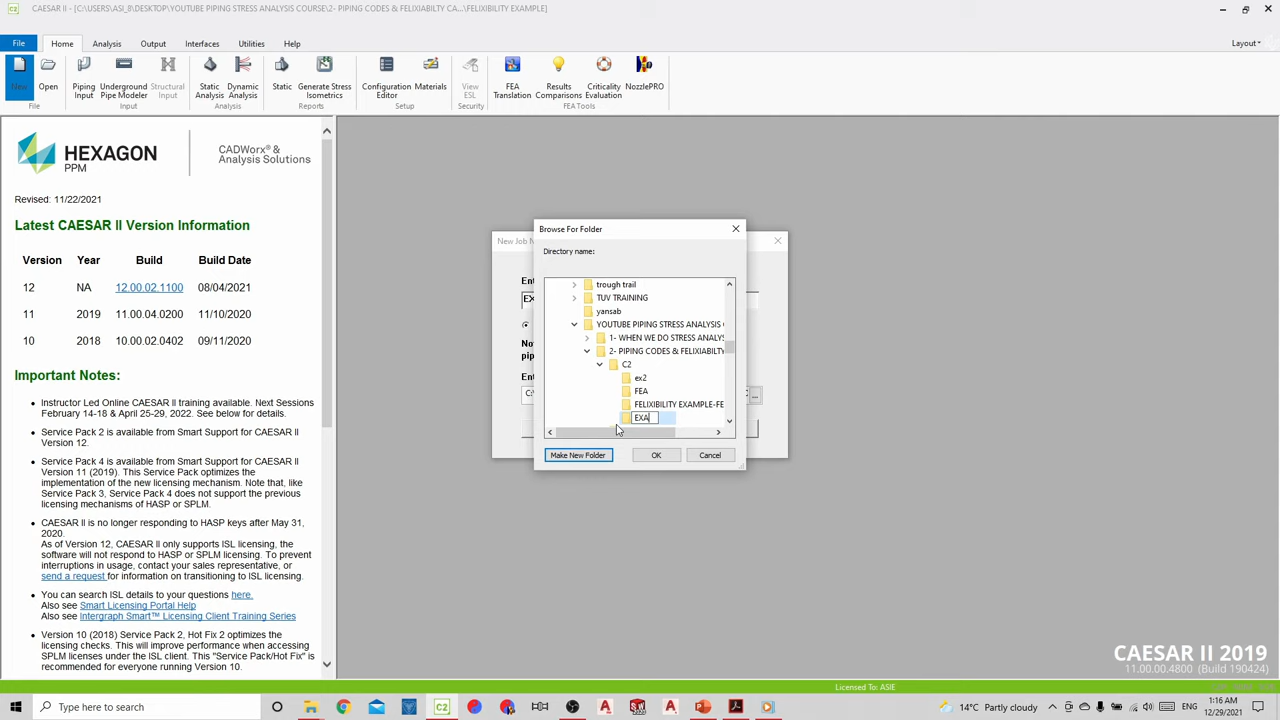 CAESAR II - [C:\USERS\ASI_8\DESKTOP\YOUTUBE PIPING STRESS ANALYSIS COURSE\2- PIPING CODES & FELIXIABILTY CA...\FELIXIBILITY EXAMPLE]
File Home Analysis Output Interfaces Utilities Help Layout
New Open Piping Input Underground Pipe Modeler Structural Input Static Analysis Dynamic Analysis Static Generate Stress Isometrics Configuration Editor Materials View ESL FEA Translation Results Comparisons Criticality Evaluation NozzlePRO
File Input Analysis Reports Setup Security FEA Tools
HEXAGON
PPM
CADWorx® &
Analysis Solutions
Revised: 11/22/2021
Latest CAESAR II Version Information
Version Year Build Build Date
12 NA 12.00.02.1100 08/04/2021
11 2019 11.00.04.0200 11/10/2020
10 2018 10.00.02.0402 09/11/2020
Important Notes:
Instructor Led Online CAESAR II training. Next Sessions
February 14-18 & April 25-29, 2022. See below for details.
Service Pack 2 is available from Smart Support for CAESAR II
Version 12.
Service Pack 4 is available from Smart Support for CAESAR II
Version 11 (2019). This Service Pack optimizes the
implementation of the new licensing mechanism. Note that, like
Service Pack 3, Service Pack 4 does not support the previous
licensing mechanisms of HASP or SPLM.
CAESAR II is no longer responding to HASP keys after May 31,
2020.
As of Version 12, CAESAR II only supports ISL licensing, the
software will not respond to HASP or SPLM licensing. To prevent
interruptions in usage, contact your sales representative, or
send a request for information on transitioning to ISL licensing.
You can search ISL details to your questions here.
Also see Smart Licensing Portal Help
Also see Intergraph Smart™ Licensing Client Training Series
Version 10 (2018) Service Pack 2, Hot Fix 2 optimizes the
licensing checks. This will improve performance when accessing
SPLM licenses under the ISL client. This "Service Pack/Hot Fix" is
recommended for everyone running Version 10.
New Job N
Ent
EX
Not
pip
Ent
C:
...
Browse For Folder
Directory name:
trough trail
TUV TRAINING
yansab
YOUTUBE PIPING STRESS ANALYSIS C
1- WHEN WE DO STRESS ANALYS
2- PIPING CODES & FELIXIABILTY
C2
ex2
FEA
FELIXIBILITY EXAMPLE-FE
EXA
Make New Folder OK Cancel
CAESAR II 2019
11.00.00.4800 (Build 190424)
Licensed To: ASIE
Type here to search
14°C Partly cloudy
1:16 AM
12/29/2021